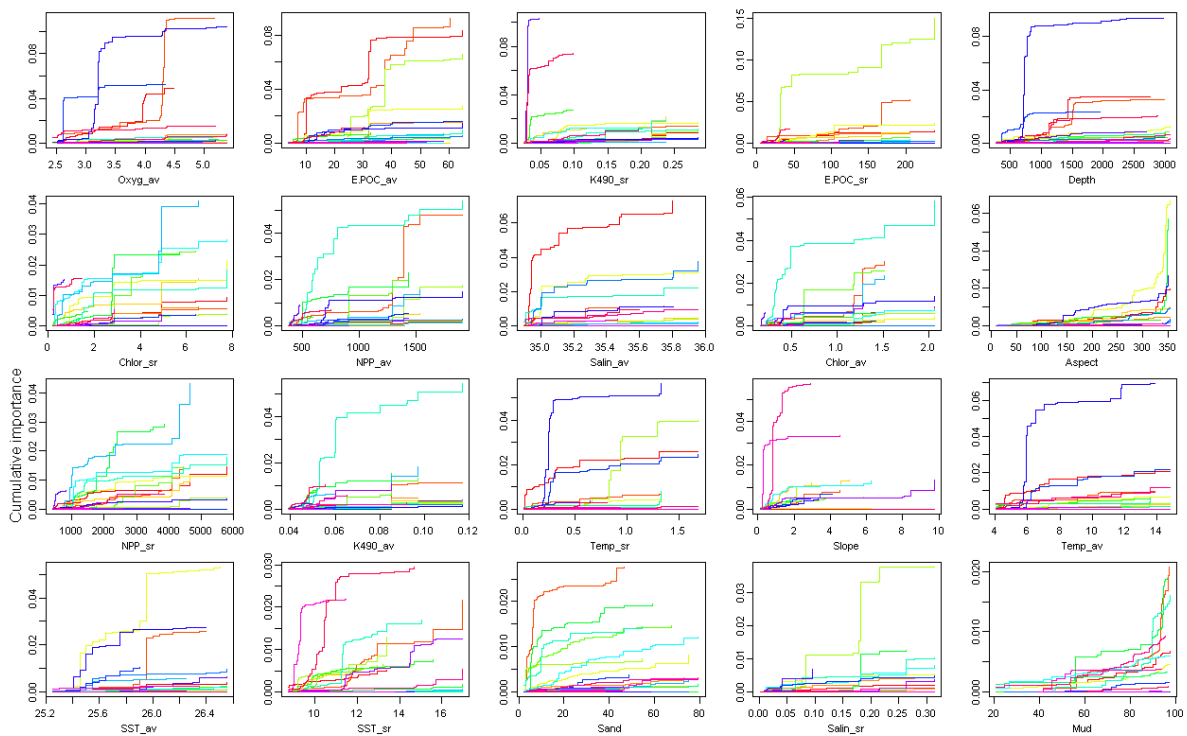 0.00 0.04 0.08
2.5 3.0 3.5 4.0 4.5 5.0
Oxyg_av
0.00 0.04 0.08
0 10 20 30 40 50 60
E.POC_av
0.00 0.04 0.08
0.05 0.10 0.15 0.20 0.25
K490_sr
0.00 0.05 0.10 0.15
0 50 100 150 200
E.POC_sr
0.00 0.04 0.08
500 1000 1500 2000 2500 3000
Depth
0.00 0.01 0.02 0.03 0.04
0 2 4 6 8
Chlor_sr
0.00 0.02 0.04
500 1000 1500
NPP_av
0.00 0.02 0.04 0.06
35.0 35.2 35.4 35.6 35.8 36.0
Salin_av
0.00 0.02 0.04 0.06
0.5 1.0 1.5 2.0
Chlor_av
0.00 0.02 0.04 0.06
0 50 100 150 200 250 300 350
Aspect
Cumulative importance
0.00 0.01 0.02 0.03 0.04
1000 2000 3000 4000 5000 6000
NPP_sr
0.00 0.02 0.04
0.04 0.06 0.08 0.10 0.12
K490_av
0.00 0.02 0.04
0.0 0.5 1.0 1.5
Temp_sr
0.00 0.02 0.04
0 2 4 6 8 10
Slope
0.00 0.02 0.04 0.06
4 6 8 10 12 14
Temp_av
0.00 0.02 0.04
25.2 25.6 26.0 26.4
SST_av
0.000 0.010 0.020 0.030
10 12 14 16
SST_sr
0.000 0.005 0.010 0.015 0.020 0.025
0 20 40 60 80
Sand
0.00 0.01 0.02 0.03
0.00 0.05 0.10 0.15 0.20 0.25 0.30
Salin_sr
0.000 0.005 0.010 0.015 0.020
20 40 60 80 100
Mud